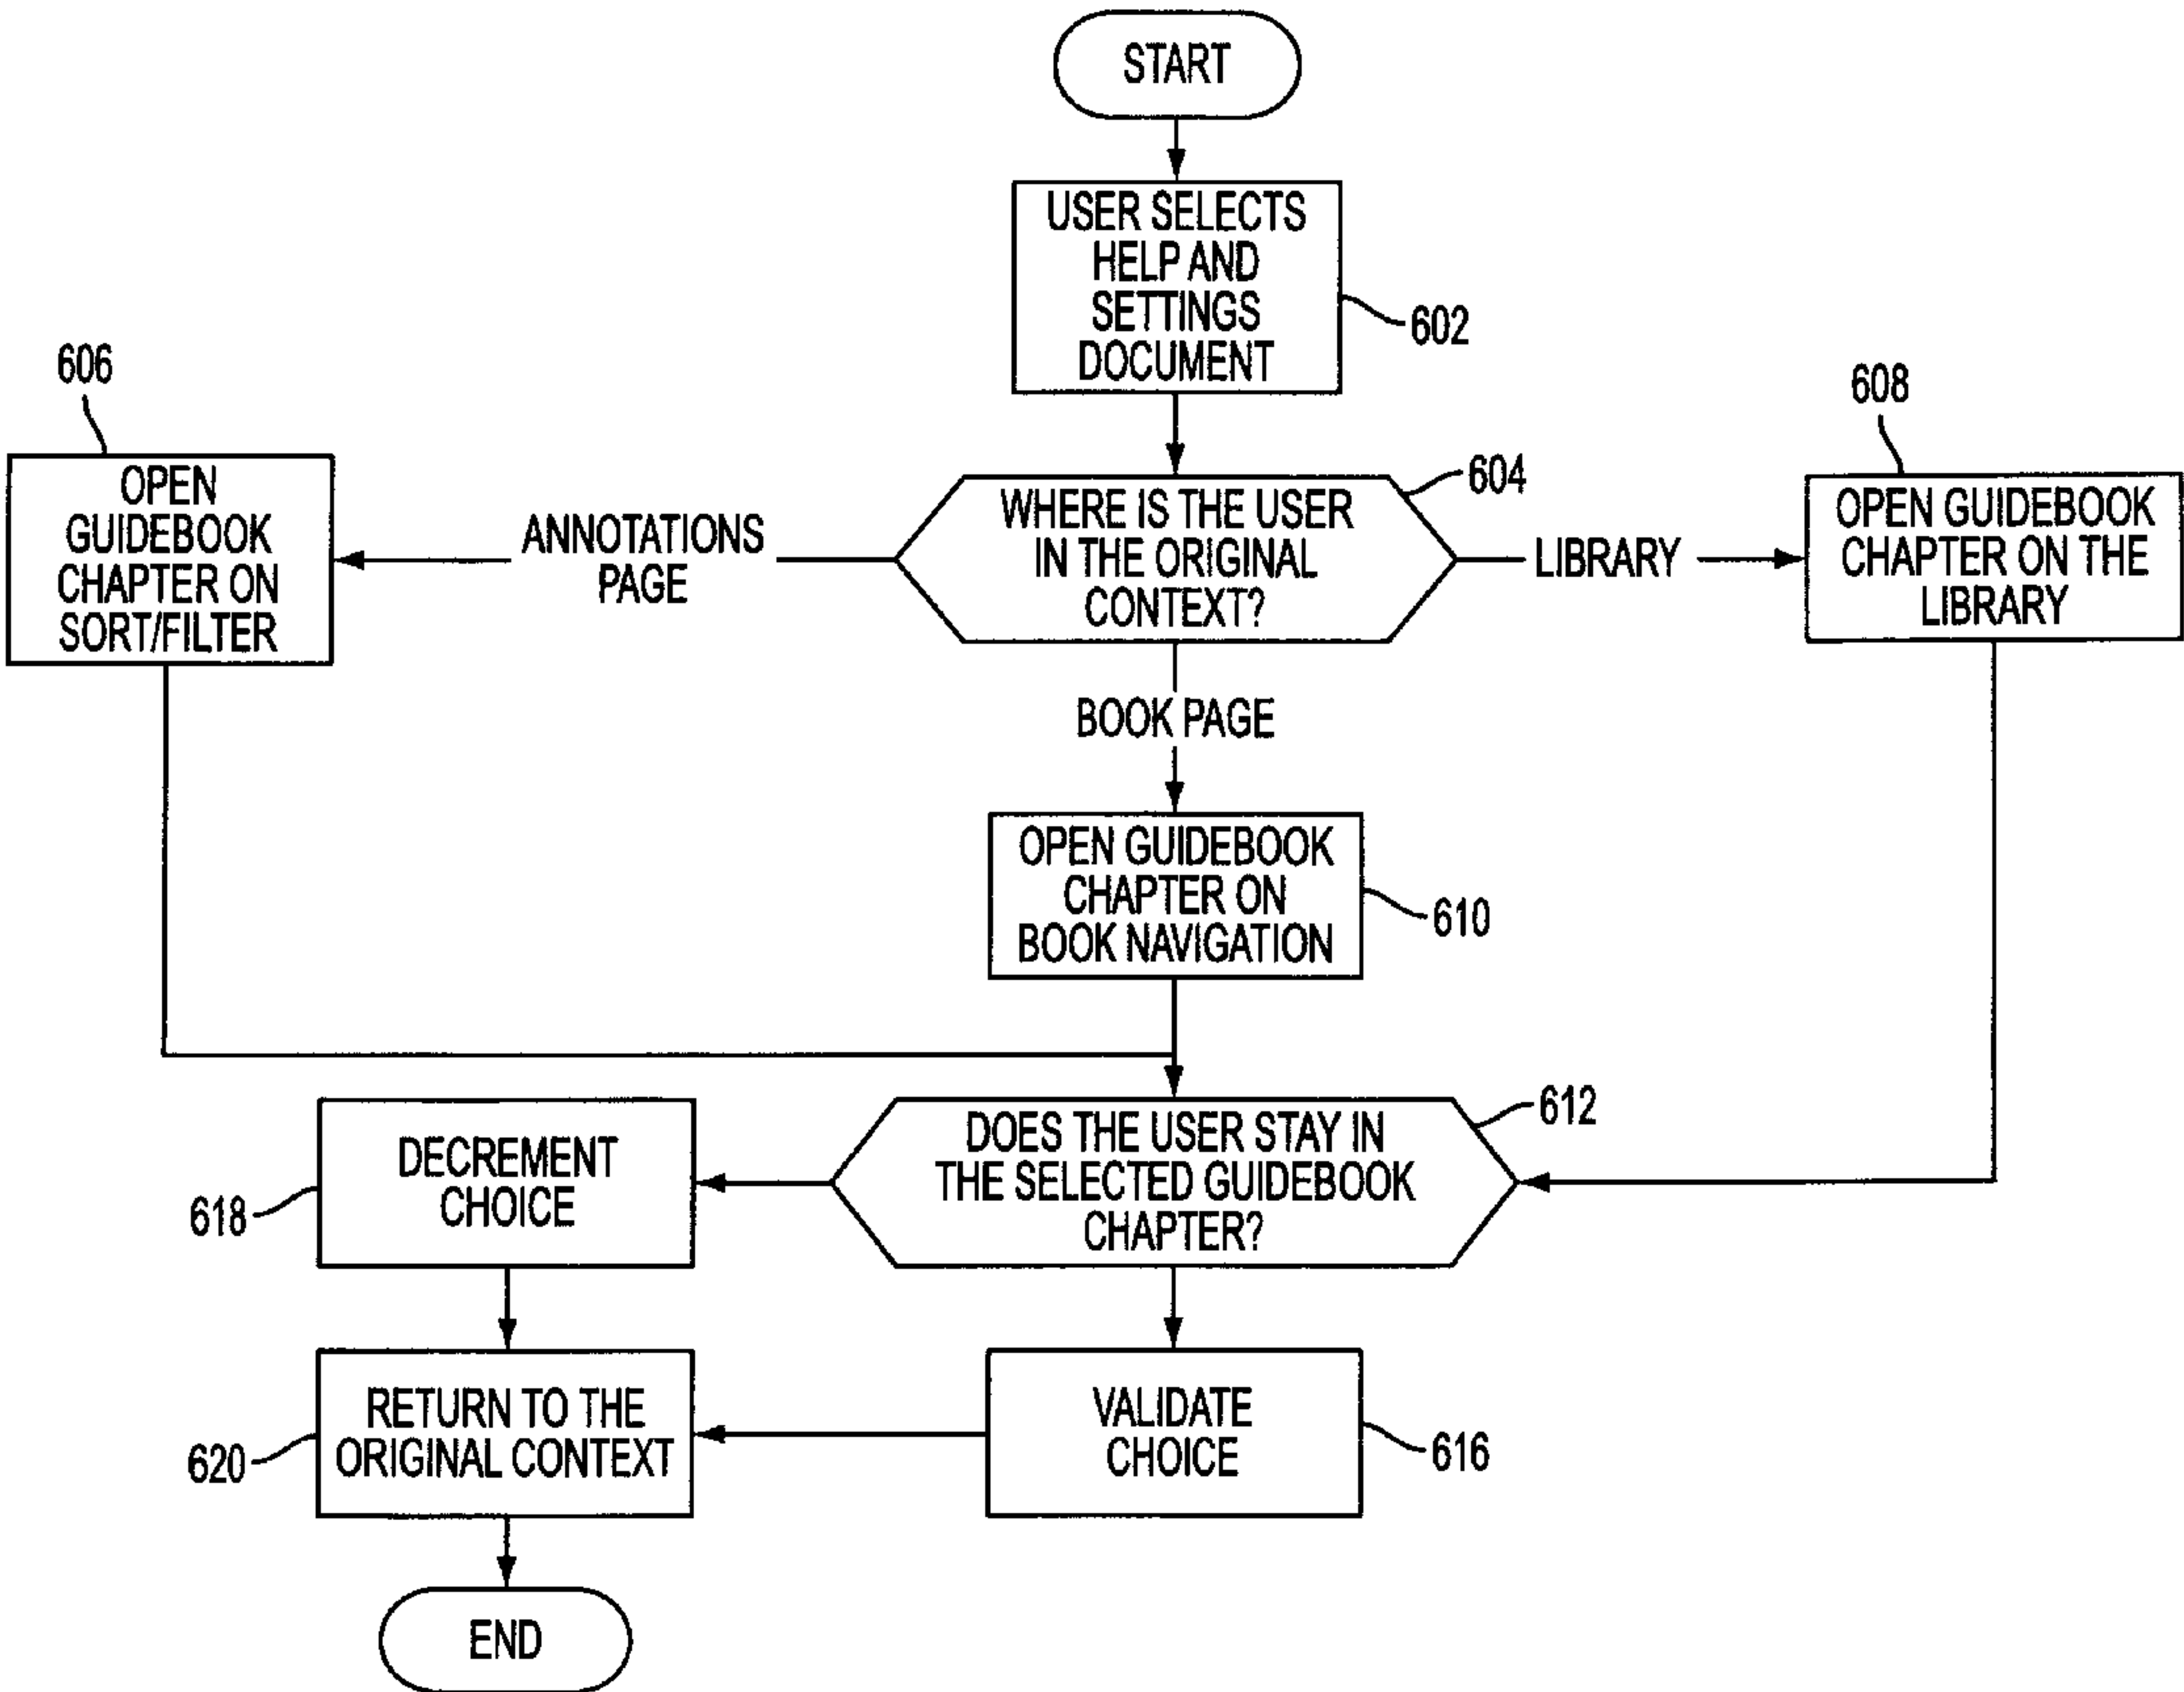 START
USER SELECTS
HELP AND
SETTINGS
DOCUMENT
602
606
608
604
OPEN
GUIDEBOOK
CHAPTER ON
SORT/FILTER
ANNOTATIONS
PAGE
WHERE IS THE USER
IN THE ORIGINAL
CONTEXT?
LIBRARY
OPEN GUIDEBOOK
CHAPTER ON THE
LIBRARY
BOOK PAGE
OPEN GUIDEBOOK
CHAPTER ON
BOOK NAVIGATION
610
612
DOES THE USER STAY IN
THE SELECTED GUIDEBOOK
CHAPTER?
DECREMENT
CHOICE
618
RETURN TO THE
ORIGINAL CONTEXT
620
VALIDATE
CHOICE
616
END